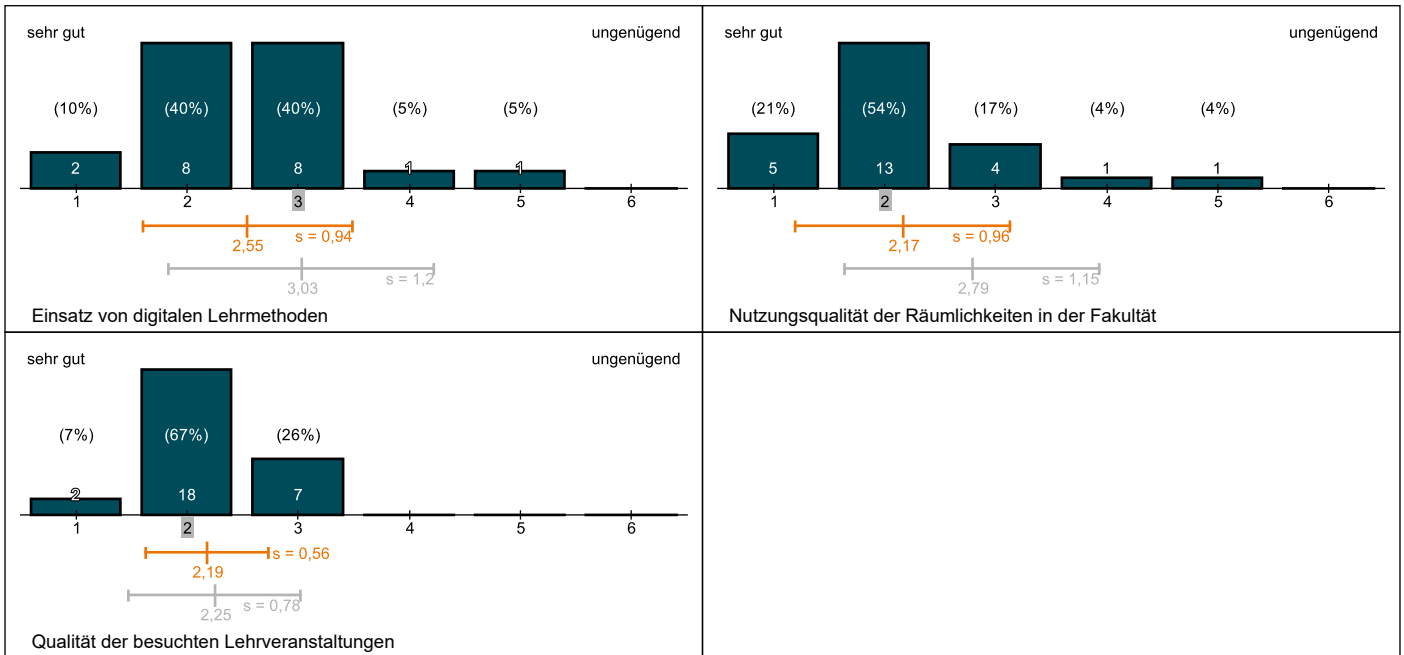 sehr gut ungenügend
(10%) (40%) (40%) (5%) (5%)
2 8 8 1 1
1 2 3 4 5 6
s = 0,94
2,55
s = 1,2
3,03
Einsatz von digitalen Lehrmethoden
sehr gut ungenügend
(21%) (54%) (17%) (4%) (4%)
5 13 4 1 1
1 2 3 4 5 6
s = 0,96
2,17
s = 1,15
2,79
Nutzungsqualität der Räumlichkeiten in der Fakultät
sehr gut ungenügend
(7%) (67%) (26%)
2 18 7
1 2 3 4 5 6
s = 0,56
2,19
s = 0,78
2,25
Qualität der besuchten Lehrveranstaltungen